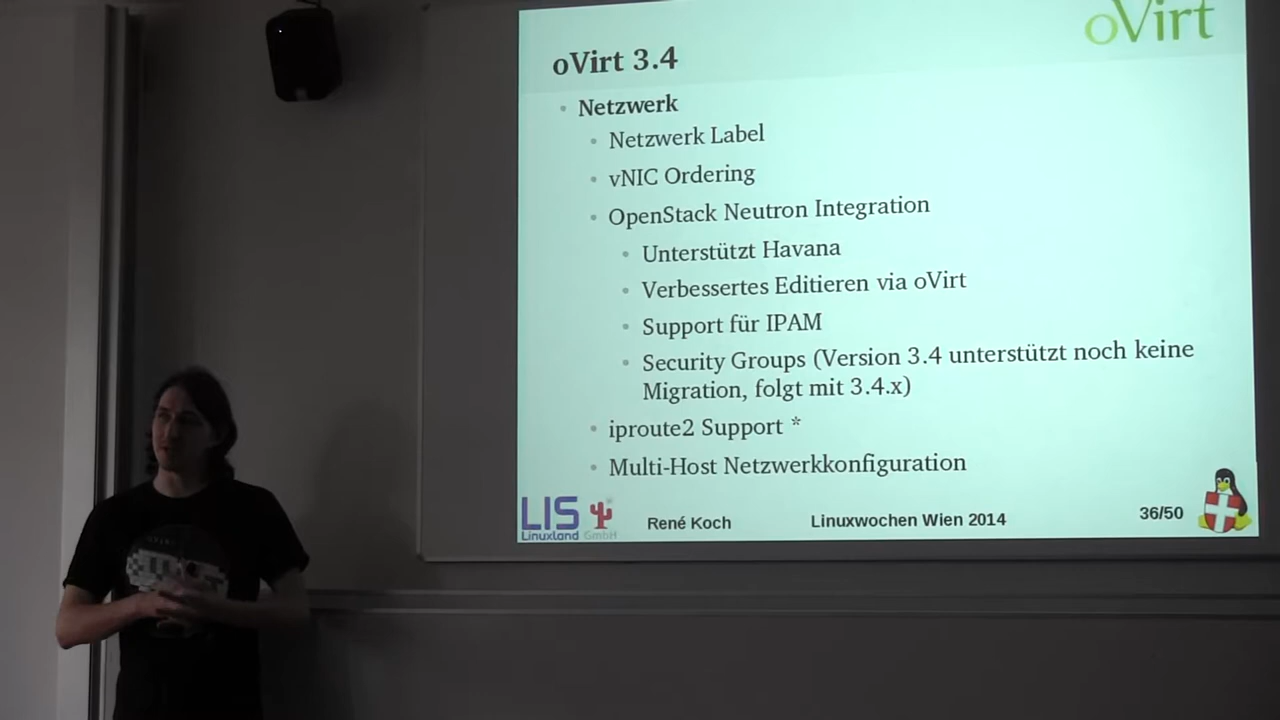 oVirt
oVirt 3.4
Netzwerk
Netzwerk Label
vNIC Ordering
OpenStack Neutron Integration
Unterstützt Havana
Verbessertes Editieren via oVirt
Support für IPAM
Security Groups (Version 3.4 unterstützt noch keine
Migration, folgt mit 3.4.x)
iproute2 Support *
Multi-Host Netzwerkkonfiguration
LIS
Linuxland GmbH
René Koch
Linuxwochen Wien 2014
36/50